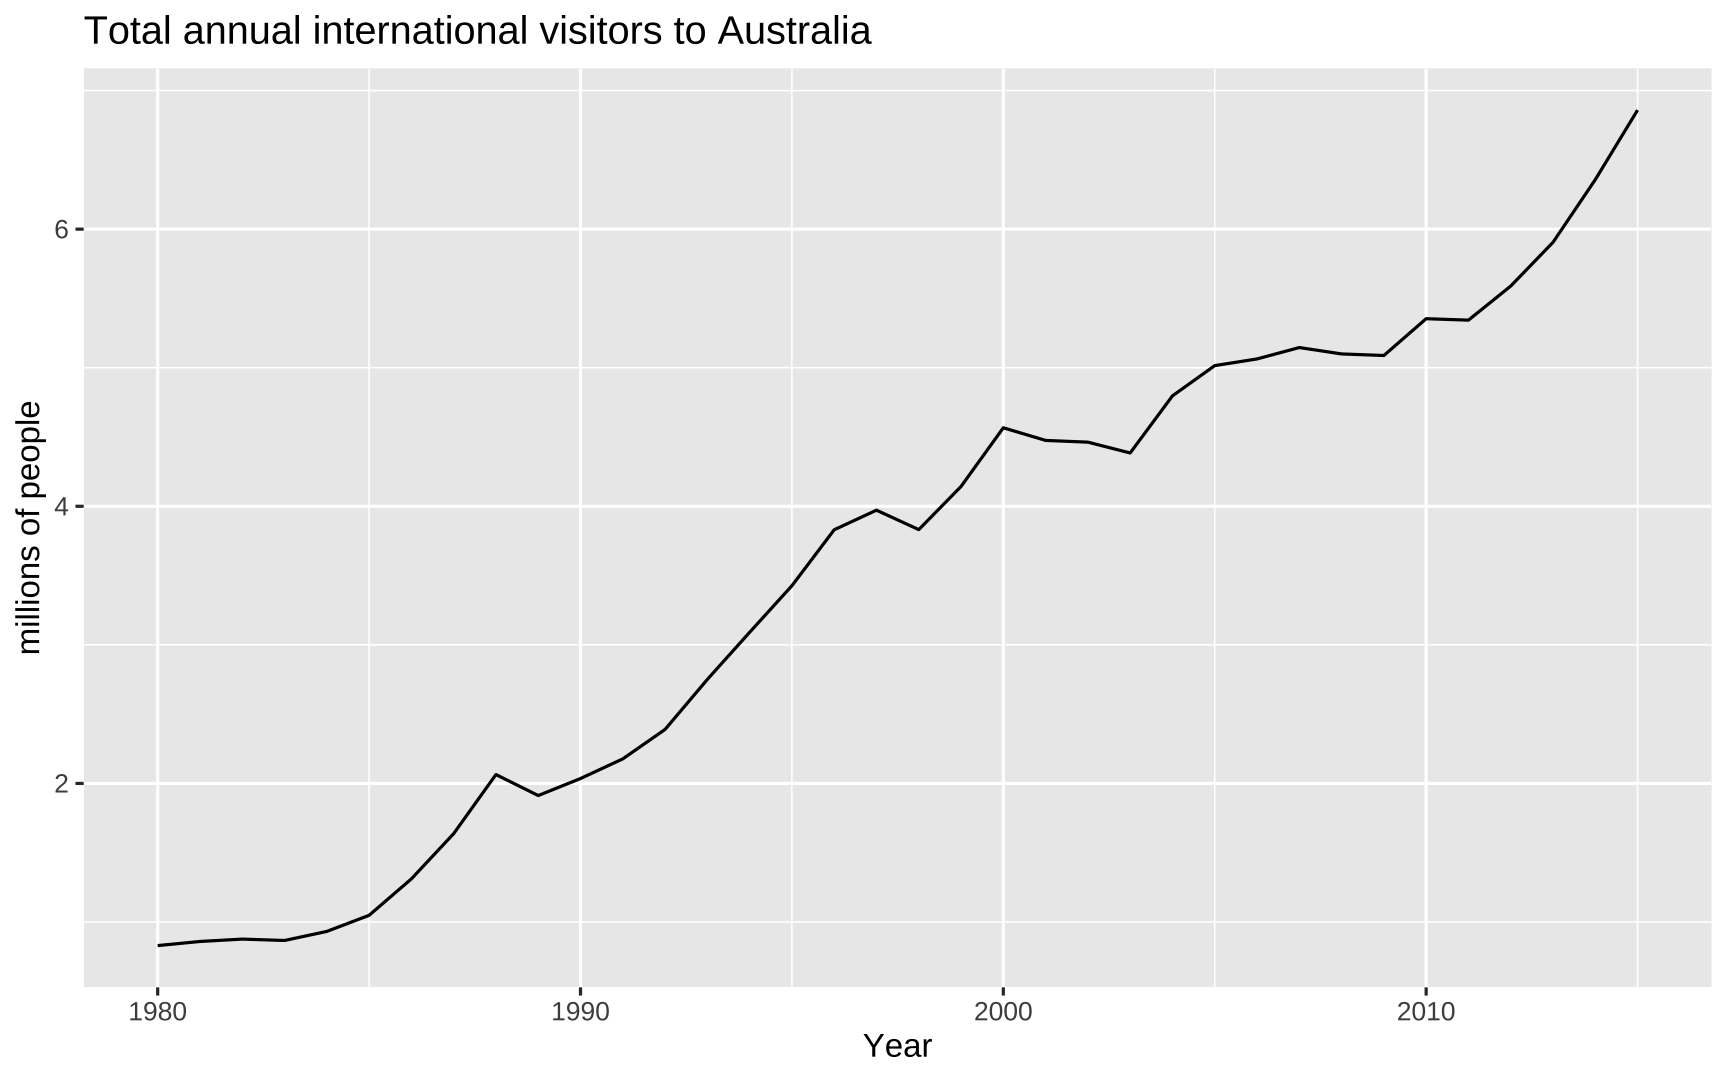 Total annual international visitors to Australia
millions of people
6
4
2
1980 1990 2000 2010
Year